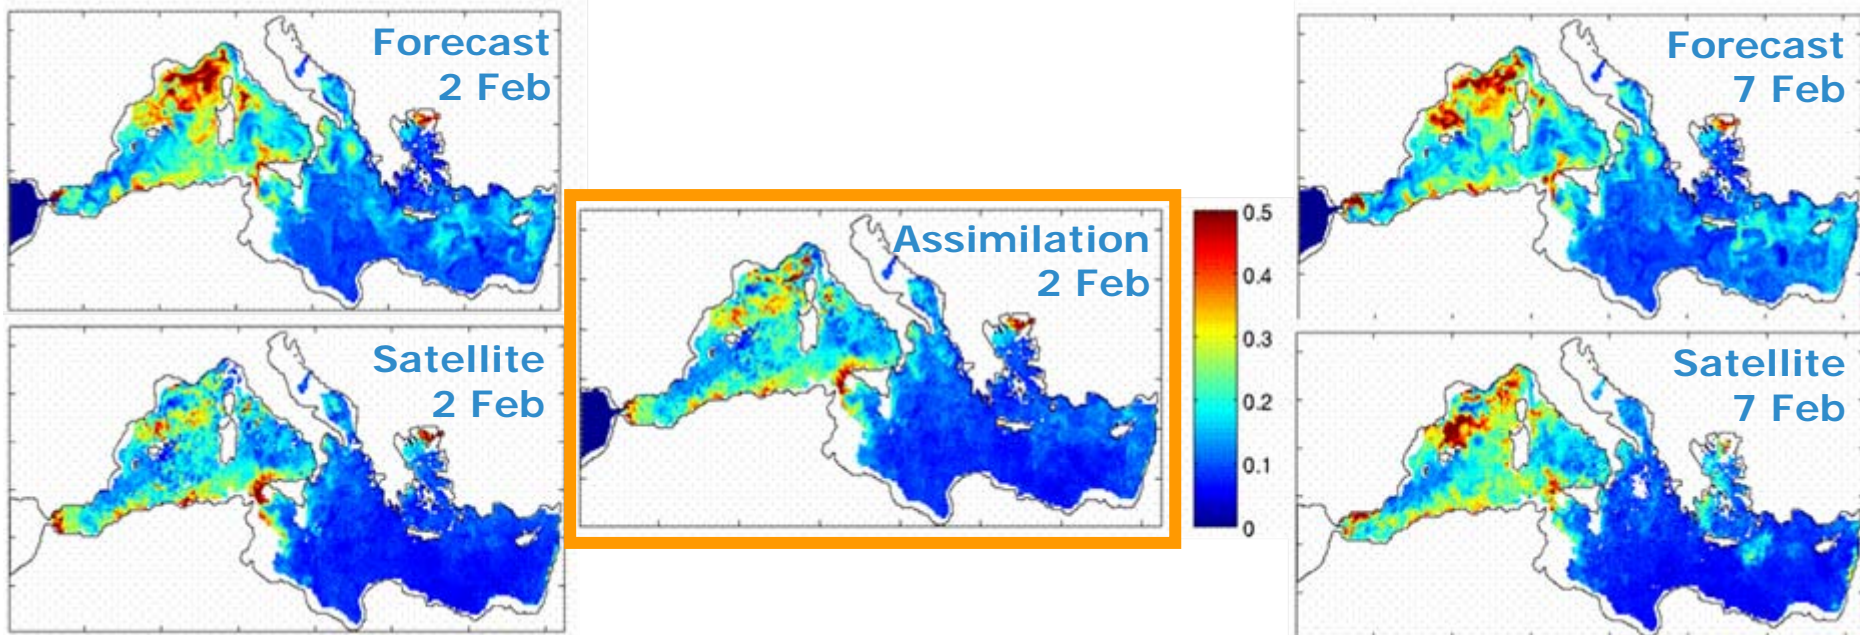 Forecast
2 Feb
Satellite
2 Feb
Assimilation
2 Feb
0.5
0.4
0.3
0.2
0.1
0
Forecast
7 Feb
Satellite
7 Feb